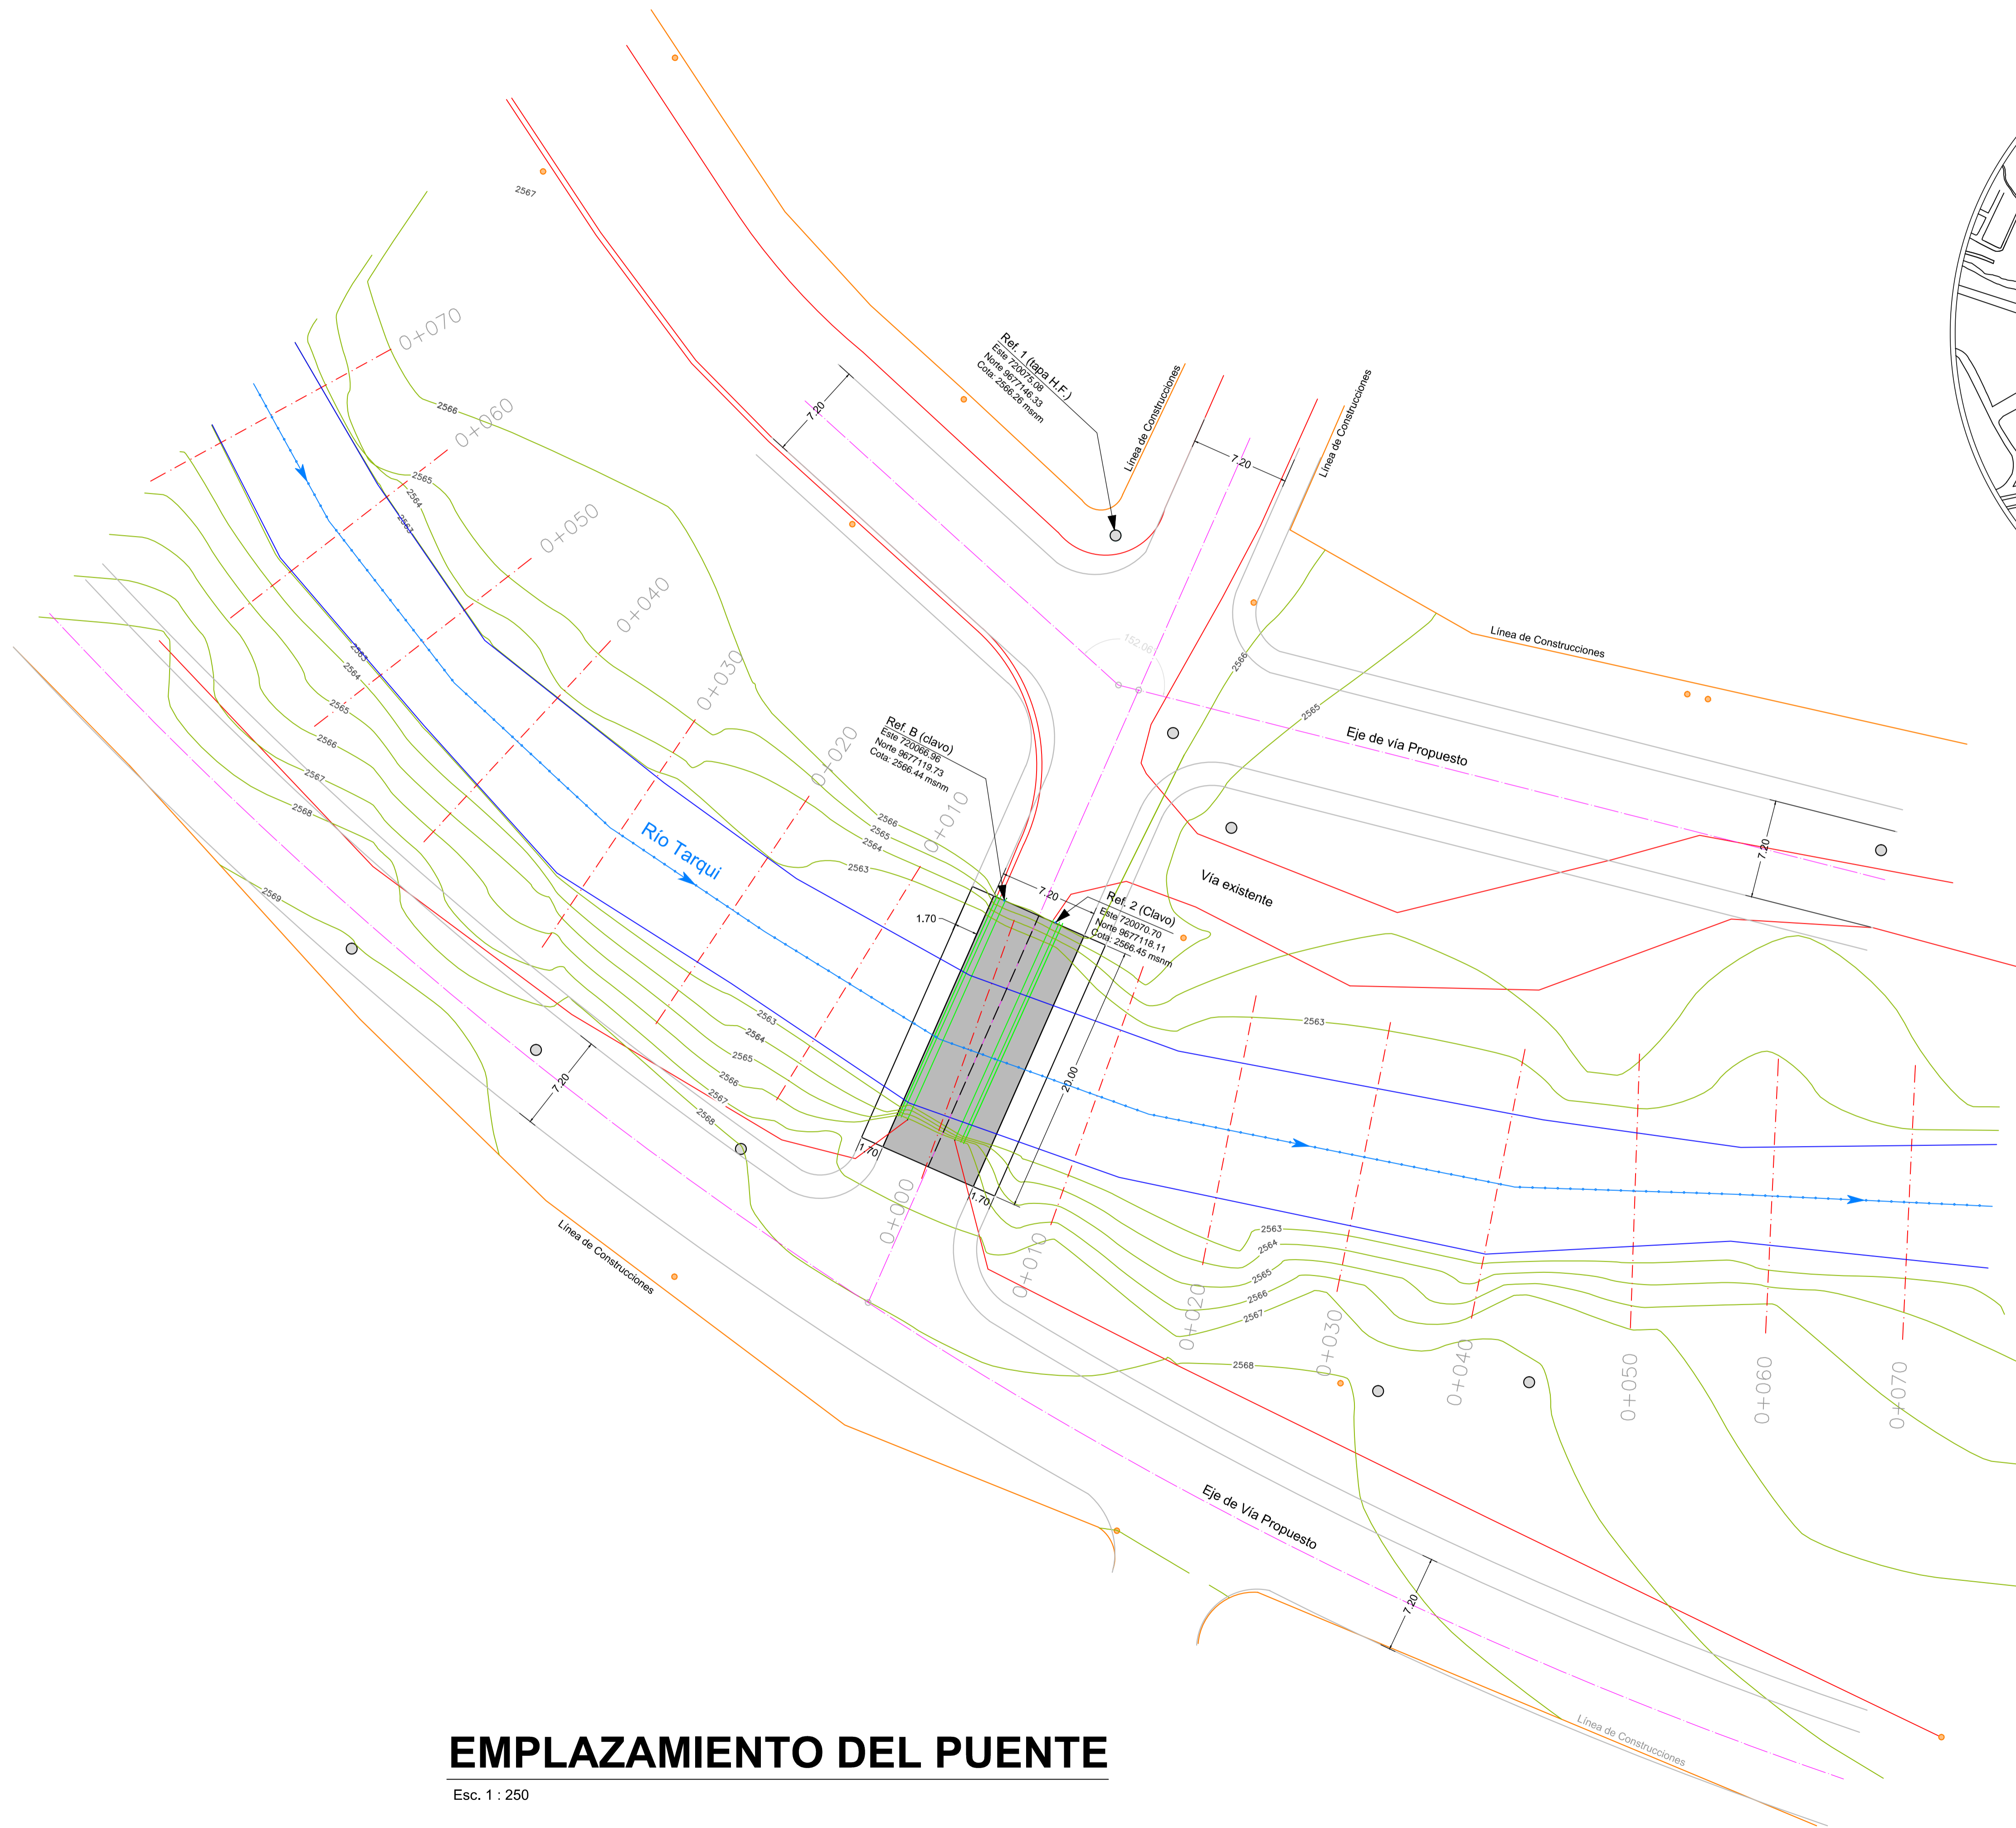 2567
0+070
2566
0+060
2565
2564
2563
0+050
0+040
0+030
0+020
0+010
7.20
Ref. 1 (tapa H.F.)
Este 720075.08
Norte 9677146.33
Cota: 2566.26 msnm
Línea de Construcciones
7.20
Línea de Construcciones
152.06
2566
2565
Línea de Construcciones
Eje de vía Propuesto
7.20
Vía existente
Ref. B (clavo)
Este 720066.96
Norte 9677119.73
Cota: 2566.44 msnm
2563
2564
2565
2566
2567
2568
2569
Río Tarqui
2566
2565
2564
2563
7.20
1.70
Ref. 2 (Clavo)
Este 720070.70
Norte 9677118.11
Cota: 2566.45 msnm
20.00
2563
2563
2564
2565
2566
2567
2568
7.20
1.70
1.70
0+000
0+010
0+020
0+030
0+040
0+050
0+060
0+070
2563
2564
2565
2566
2567
2568
Línea de Construcciones
Eje de Vía Propuesto
7.20
Línea de Construcciones
EMPLAZAMIENTO DEL PUENTE
Esc. 1 : 250